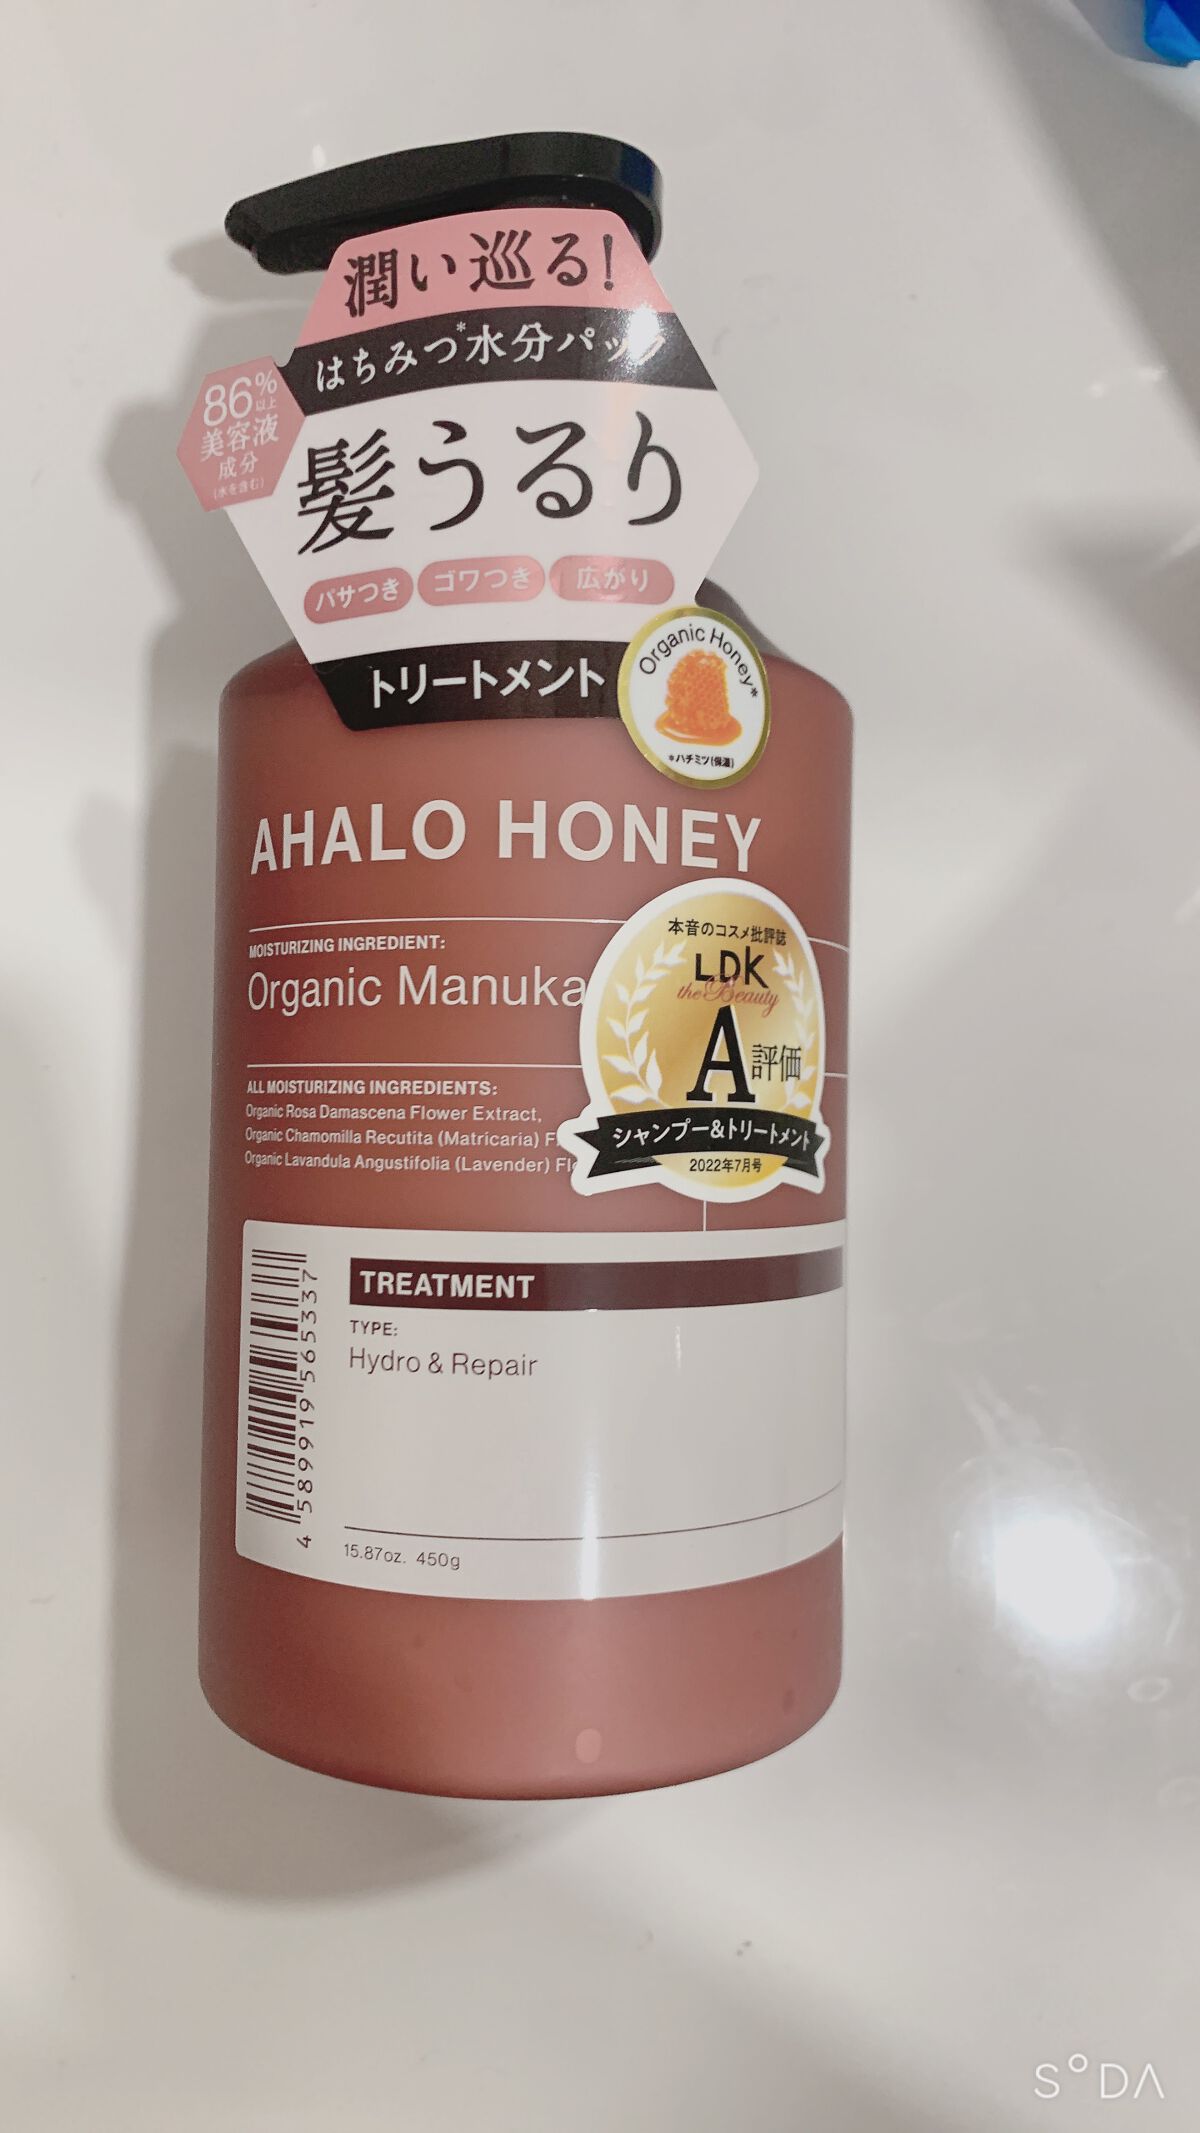 潤い巡る!
はちみつ*水分パック
86%以上
美容液
成分
(水を含む)
髪うるり
パサつき ゴワつき 広がり
トリートメント
Organic Honey*
*ハチミツ(保湿)
AHALO HONEY
MOISTURIZING INGREDIENT:
Organic Manuka
本音のコスメ批評誌
LDK
the Beauty
A評価
シャンプー&トリートメント
2022年7月号
ALL MOISTURIZING INGREDIENTS:
Organic Rosa Damascena Flower Extract,
Organic Chamomilla Recutita (Matricaria) F
Organic Lavandula Angustifolia (Lavender) Fl
TREATMENT
TYPE:
Hydro & Repair
4 589919 565337
15.87oz. 450g
SODA